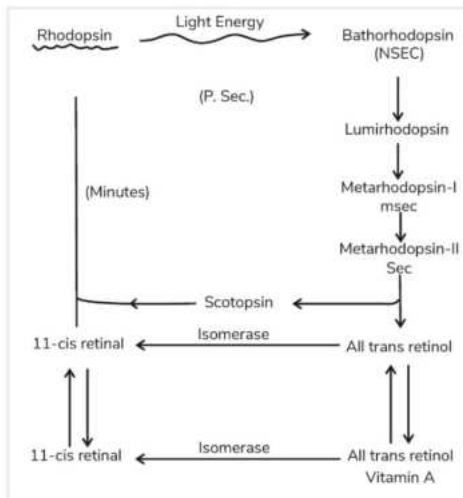 Light Energy
Rhodopsin
Bathorhodopsin
(NSEC)
(P. Sec.)
Lumirhodopsin
Metarhodopsin-I
msec
(Minutes)
Metarhodopsin-II
Sec
Scotopsin
11-cis retinal
Isomerase
All trans retinol
11-cis retinal
Isomerase
All trans retinol
Vitamin A